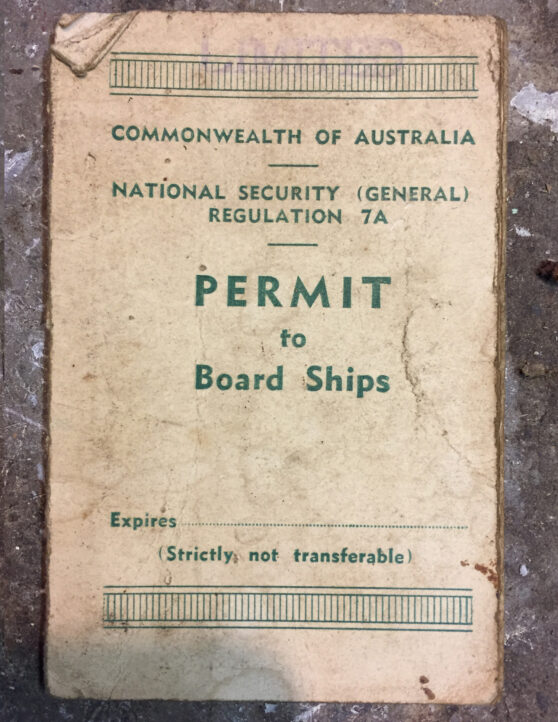 COMMONWEALTH OF AUSTRALIA
NATIONAL SECURITY (GENERAL)
REGULATION 7A
PERMIT
to
Board Ships
Expires
(Strictly not transferable)